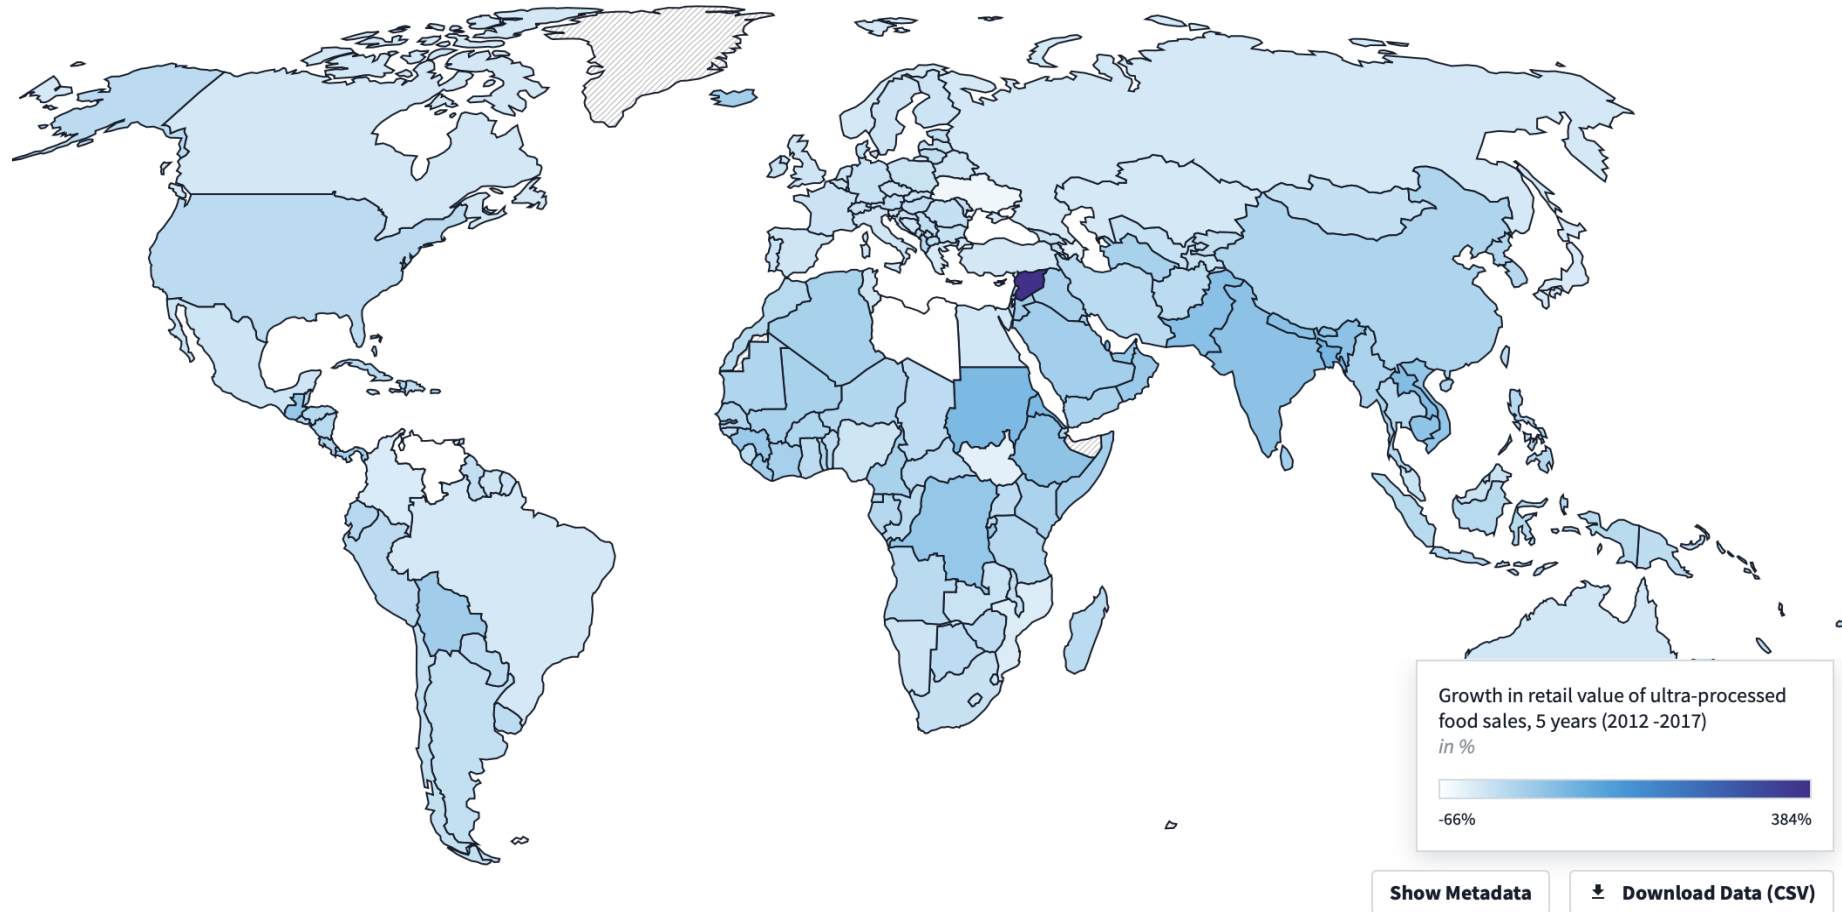 Growth in retail value of ultra-processed
food sales, 5 years (2012 -2017)
in %
-66%
384%
Show Metadata
Download Data (CSV)